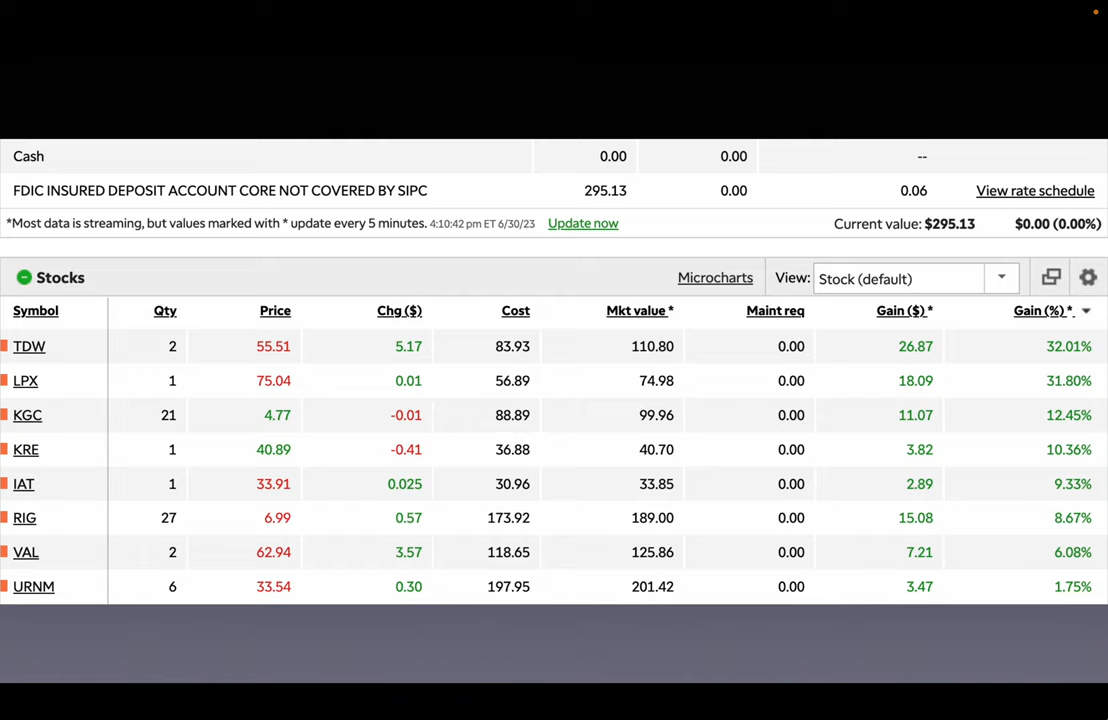 Cash 0.00 0.00 --
FDIC INSURED DEPOSIT ACCOUNT CORE NOT COVERED BY SIPC 295.13 0.00 0.06 View rate schedule
*Most data is streaming, but values marked with * update every 5 minutes. 4:10:42 pm ET 6/30/23 Update now Current value: $295.13 $0.00 (0.00%)
Stocks Microcharts View: Stock (default)
Symbol Qty Price Chg ($) Cost Mkt value * Maint req Gain ($) * Gain (%) *
TDW 2 55.51 5.17 83.93 110.80 0.00 26.87 32.01%
LPX 1 75.04 0.01 56.89 74.98 0.00 18.09 31.80%
KGC 21 4.77 -0.01 88.89 99.96 0.00 11.07 12.45%
KRE 1 40.89 -0.41 36.88 40.70 0.00 3.82 10.36%
IAT 1 33.91 0.025 30.96 33.85 0.00 2.89 9.33%
RIG 27 6.99 0.57 173.92 189.00 0.00 15.08 8.67%
VAL 2 62.94 3.57 118.65 125.86 0.00 7.21 6.08%
URNM 6 33.54 0.30 197.95 201.42 0.00 3.47 1.75%